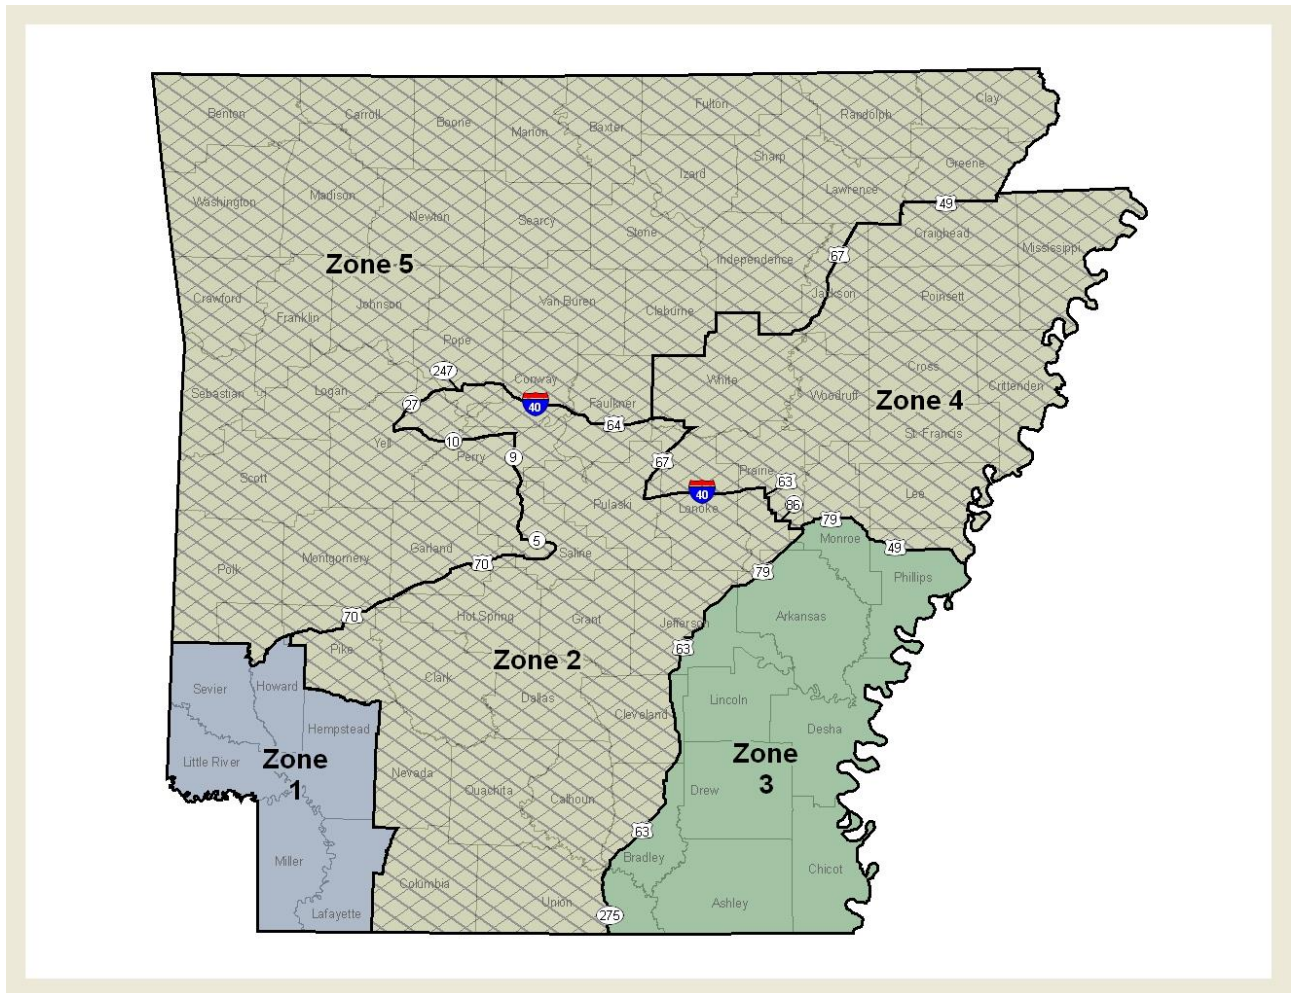 Clay
Fulton
Benton
Carroll
Randolph
Boone
Baxter
Marion
Sharp
Greene
Izard
Lawrence
Madison
Washington
49
Newton
Searcy
Stone
Craighead
Mississippi
67
Independence
Zone 5
Jackson
Poinsett
Crawford
Johnson
Van Buren
Cleburne
Franklin
Pope
Cross
247
Conway
White
Crittenden
Logan
Sebastian
Woodruff
Zone 4
27
40
Faulkner
64
St. Francis
10
Yell
9
Perry
67
Prairie
Scott
63
40
Lee
Pulaski
Lonoke
86
79
5
Monroe
Garland
49
Montgomery
Saline
70
Polk
79
Phillips
70
Hot Spring
Grant
Jefferson
Arkansas
63
Pike
Zone 2
Clark
Sevier
Howard
Dallas
Lincoln
Cleveland
Hempstead
Desha
Little River
Zone
1
Zone
3
Nevada
Ouachita
Calhoun
Drew
63
Bradley
Miller
Chicot
Columbia
Union
Ashley
Lafayette
275